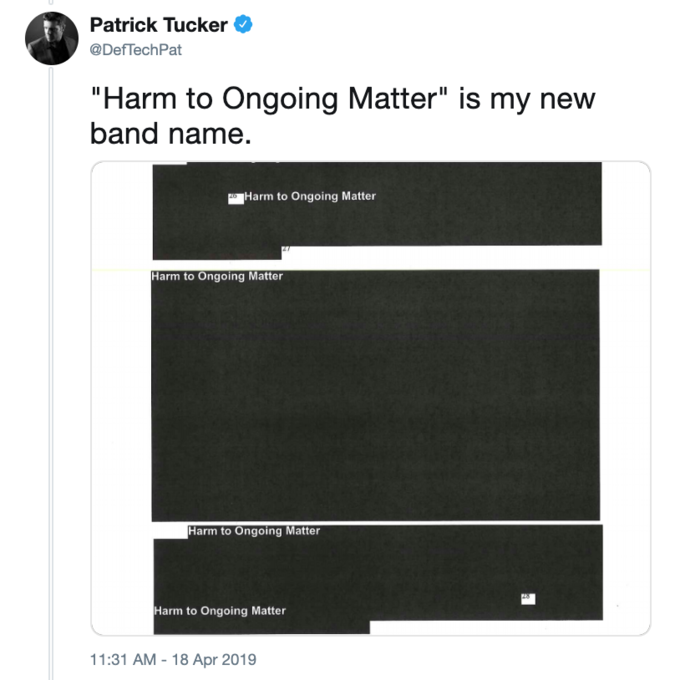 Patrick Tucker
@DefTechPat
"Harm to Ongoing Matter" is my new
band name.
Harm to Ongoing Matter
27
Harm to Ongoing Matter
Harm to Ongoing Matter
Harm to Ongoing Matter
11:31 AM - 18 Apr 2019